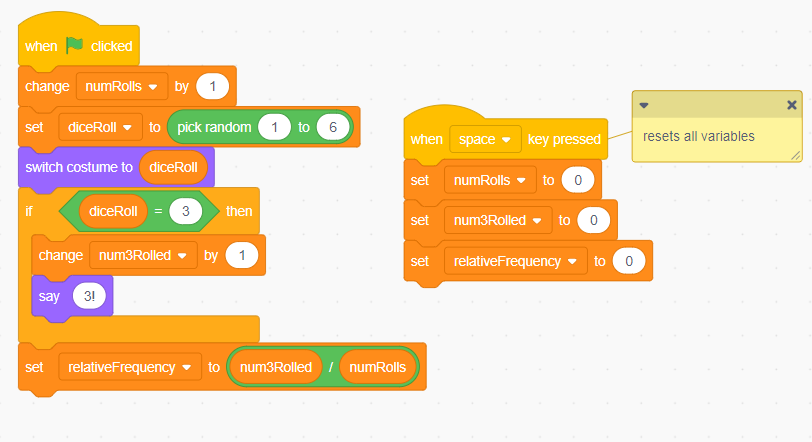 when clicked
change numRolls by 1
set diceRoll to pick random 1 to 6
switch costume to diceRoll
if diceRoll = 3 then
change num3Rolled by 1
say 3!
set relativeFrequency to num3Rolled / numRolls
when space key pressed
set numRolls to 0
set num3Rolled to 0
set relativeFrequency to 0
resets all variables